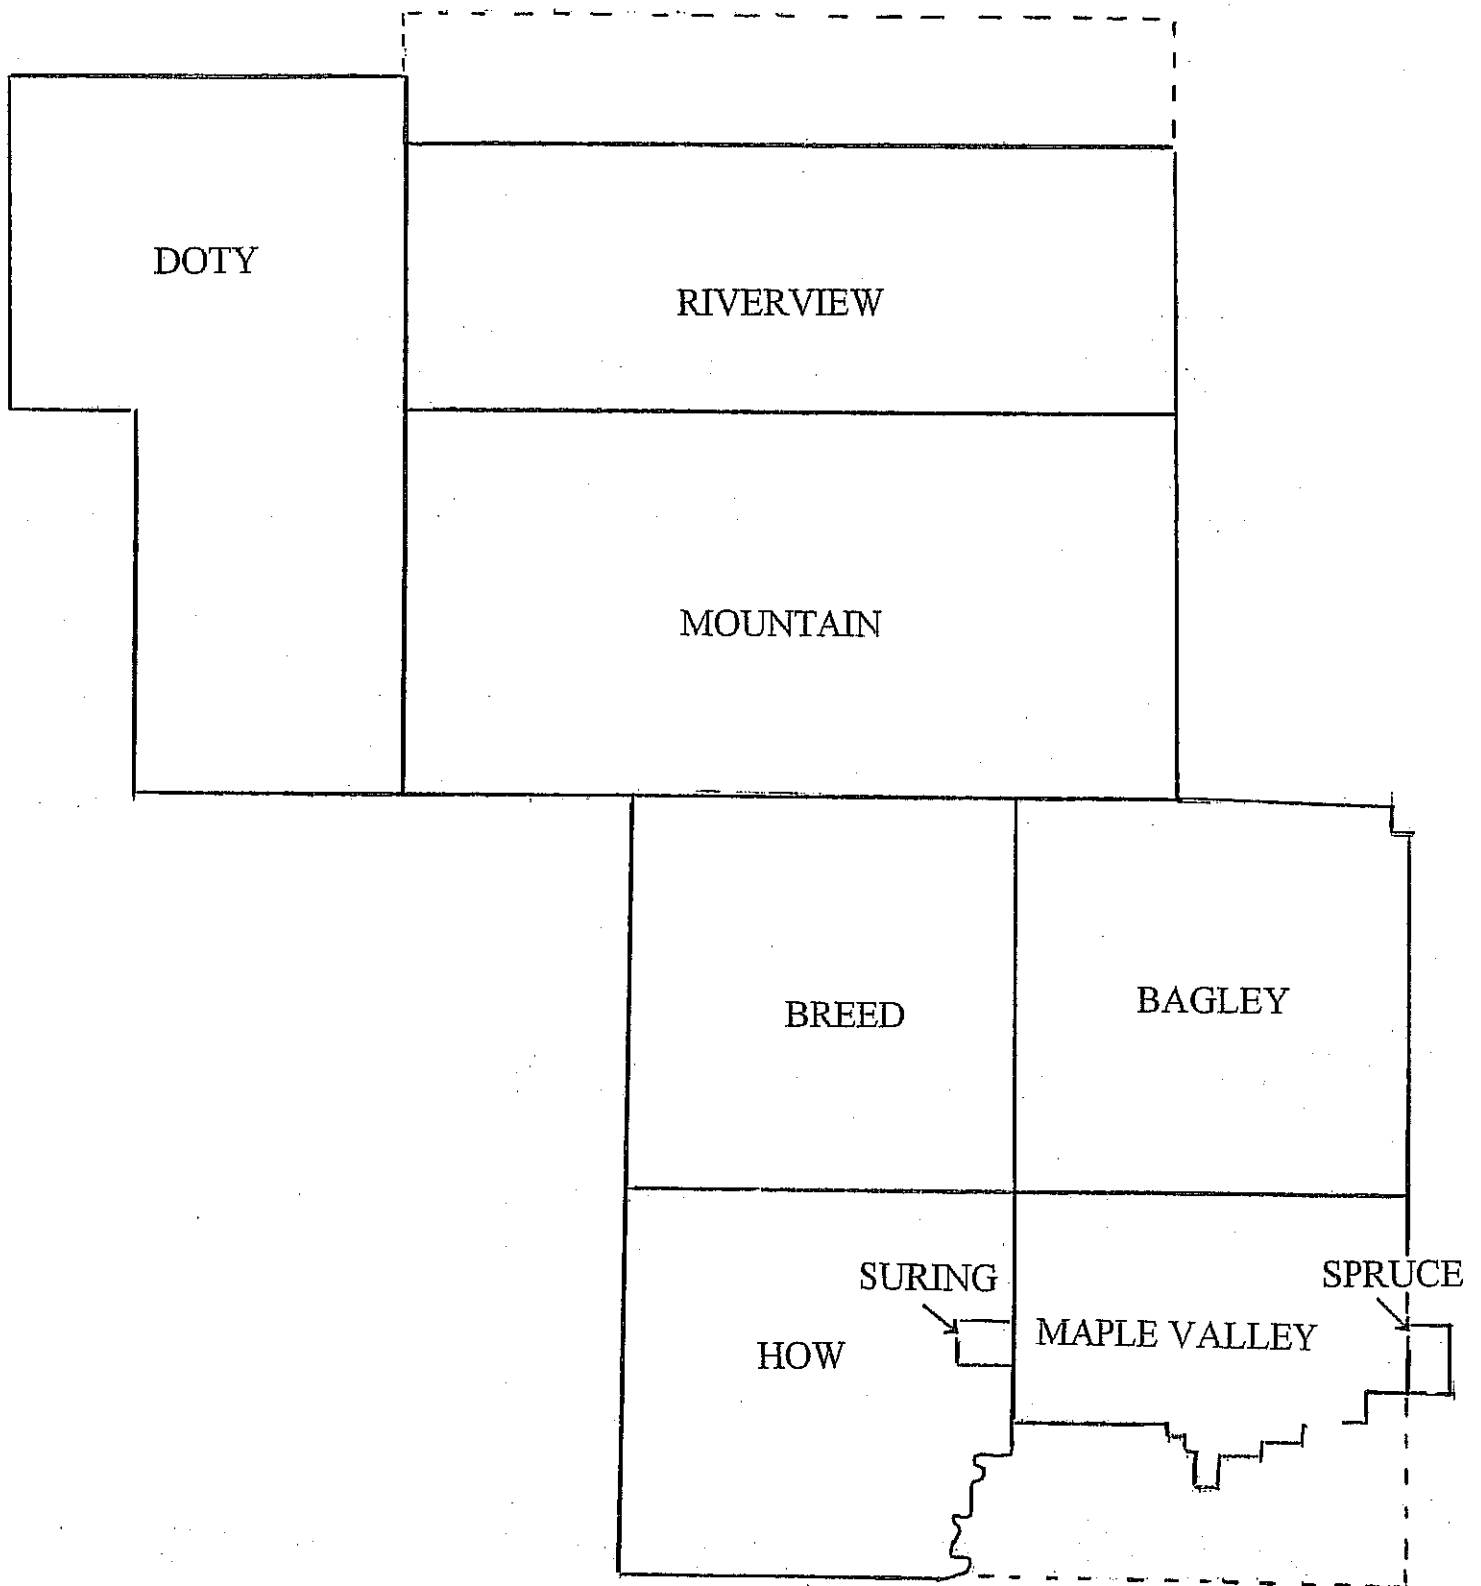 DOTY
RIVERVIEW
MOUNTAIN
BREED
BAGLEY
SURING
SPRUCE
HOW
MAPLE VALLEY